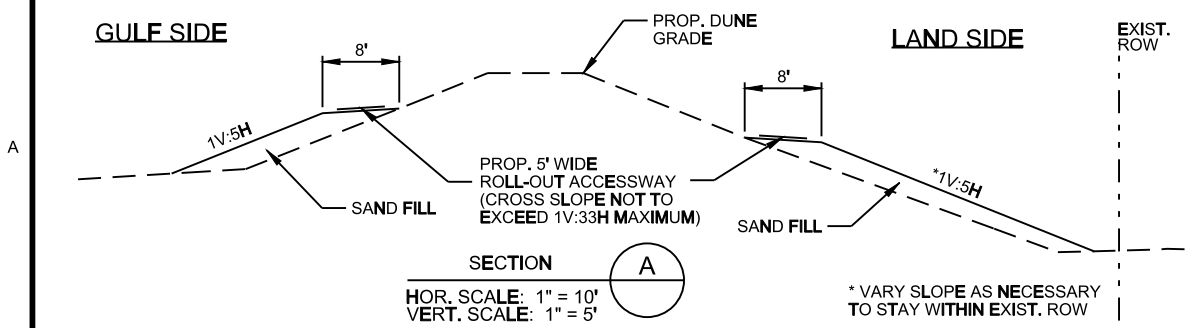 GULF SIDE
8'
PROP. DUNE
GRADE
LAND SIDE
EXIST.
ROW
8'
A
1V:5H
SAND FILL
PROP. 5' WIDE
ROLL-OUT ACCESSWAY
(CROSS SLOPE NOT TO
EXCEED 1V:33H MAXIMUM)
*1V:5H
SAND FILL
SECTION
A
HOR. SCALE: 1" = 10'
VERT. SCALE: 1" = 5'
* VARY SLOPE AS NECESSARY
TO STAY WITHIN EXIST. ROW